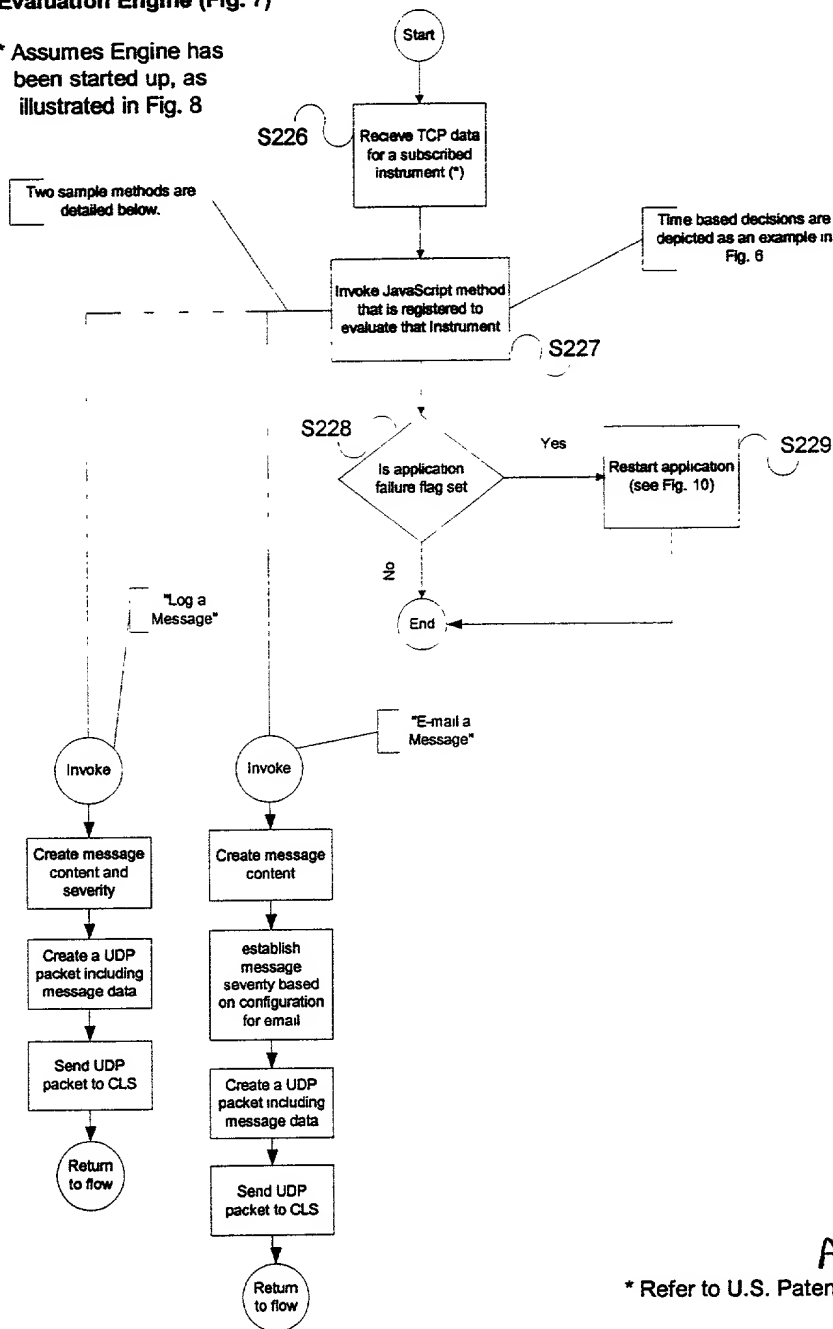 Evaluation Engine (Fig. 7)
* Assumes Engine has
been started up, as
illustrated in Fig. 8
Start
S226
Recieve TCP data
for a subscribed
instrument (*)
Two sample methods are
detailed below.
Time based decisions are
depicted as an example in
Fig. 6
Invoke JavaScript method
that is registered to
evaluate that Instrument
S227
S228
Is application
failure flag set
Yes
Restart application
(see Fig. 10)
S229
No
End
"Log a
Message"
"E-mail a
Message"
Invoke
Create message
content and
severity
Create a UDP
packet including
message data
Send UDP
packet to CLS
Return
to flow
Invoke
Create message
content
establish
message
severity based
on configuration
for email
Create a UDP
packet including
message data
Send UDP
packet to CLS
Return
to flow
* Refer to U.S. Paten